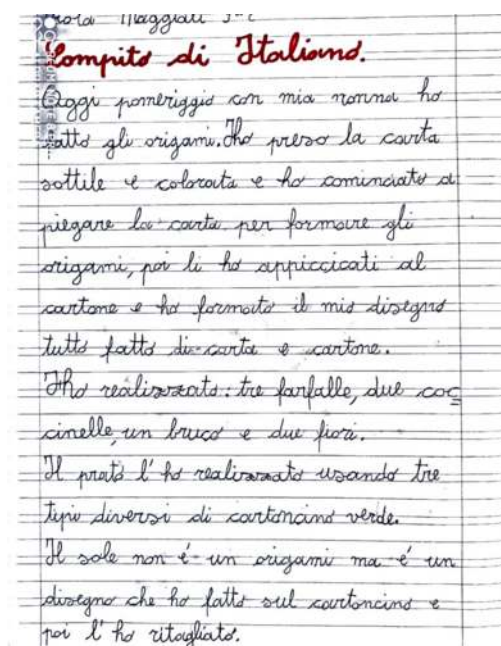 Maggiali
Compito di Italiano.
Oggi pomeriggio con mia nonna ho
fatto gli origami. Ho preso la carta
sottile e colorata e ho cominciato a
piegare la carta per formare gli
origami, poi li ho appiccicati al
cartone e ho formato il mio disegno
tutto fatto di carta e cartone.
Ho realizzato: tre farfalle, due coc=
cinelle, un bruco e due fiori.
Il prato l'ho realizzato usando tre
tipi diversi di cartoncino verde.
Il sole non é un origami ma é un
disegno che ho fatto sul cartoncino e
poi l'ho ritagliato.